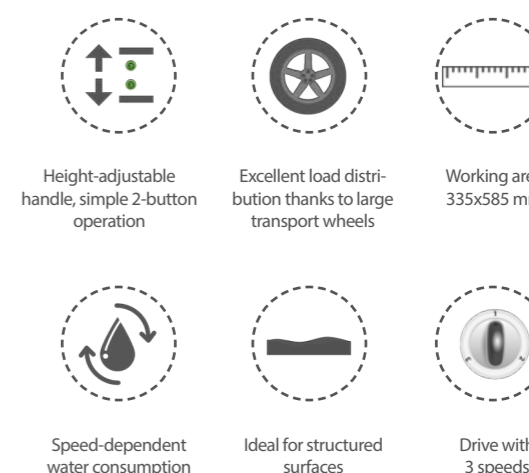 Height-adjustable
handle, simple 2-button
operation
Excellent load distri-
bution thanks to large
transport wheels
Working
335x585
Speed-dependent
water consumption
Ideal for structured
surfaces
Drive with
3 speeds